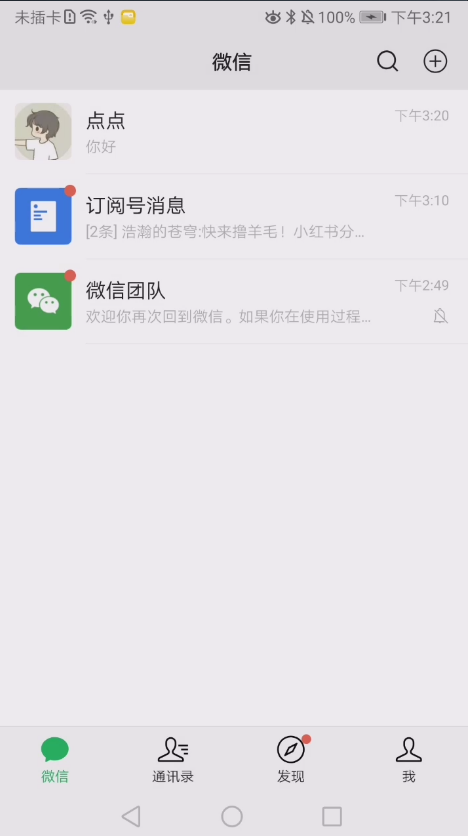 未插卡 100% 下午3:21
微信
点点 下午3:20
你好
订阅号消息 下午3:10
[2条] 浩瀚的苍穹:快来撸羊毛！小红书分...
微信团队 下午2:49
欢迎你再次回到微信。如果你在使用过程...
微信 通讯录 发现 我